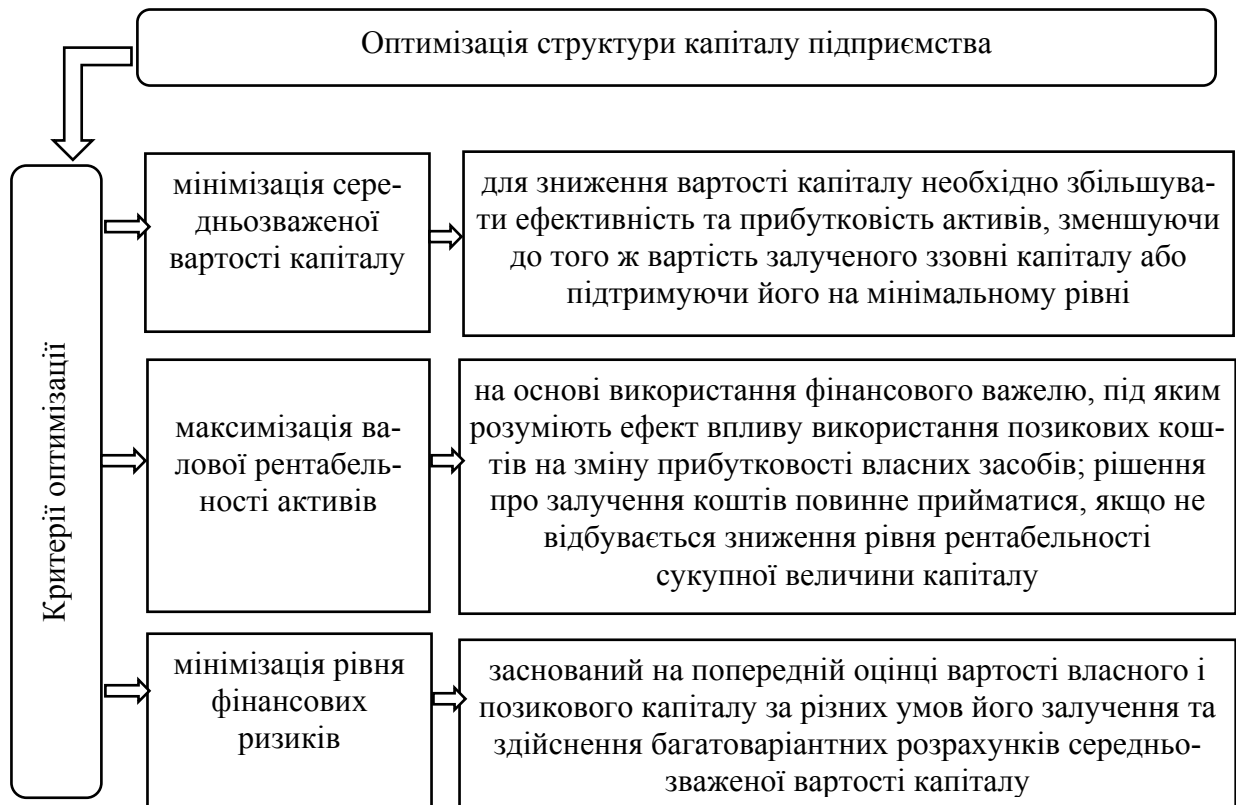 Оптимізація структури капіталу підприємства
Критерії оптимізації
мінімізація сере-
дньозваженої
вартості капіталу
для зниження вартості капіталу необхідно збільшува-
ти ефективність та прибутковість активів, зменшуючи
до того ж вартість залученого ззовні капіталу або
підтримуючи його на мінімальному рівні
максимізація ва-
лової рентабель-
ності активів
на основі використання фінансового важелю, під яким
розуміють ефект впливу використання позикових кош-
тів на зміну прибутковості власних засобів; рішення
про залучення коштів повинне прийматися, якщо не
відбувається зниження рівня рентабельності
сукупної величини капіталу
мінімізація рівня
фінансових
ризиків
заснований на попередній оцінці вартості власного і
позикового капіталу за різних умов його залучення та
здійснення багатоваріантних розрахунків середньо-
зваженої вартості капіталу